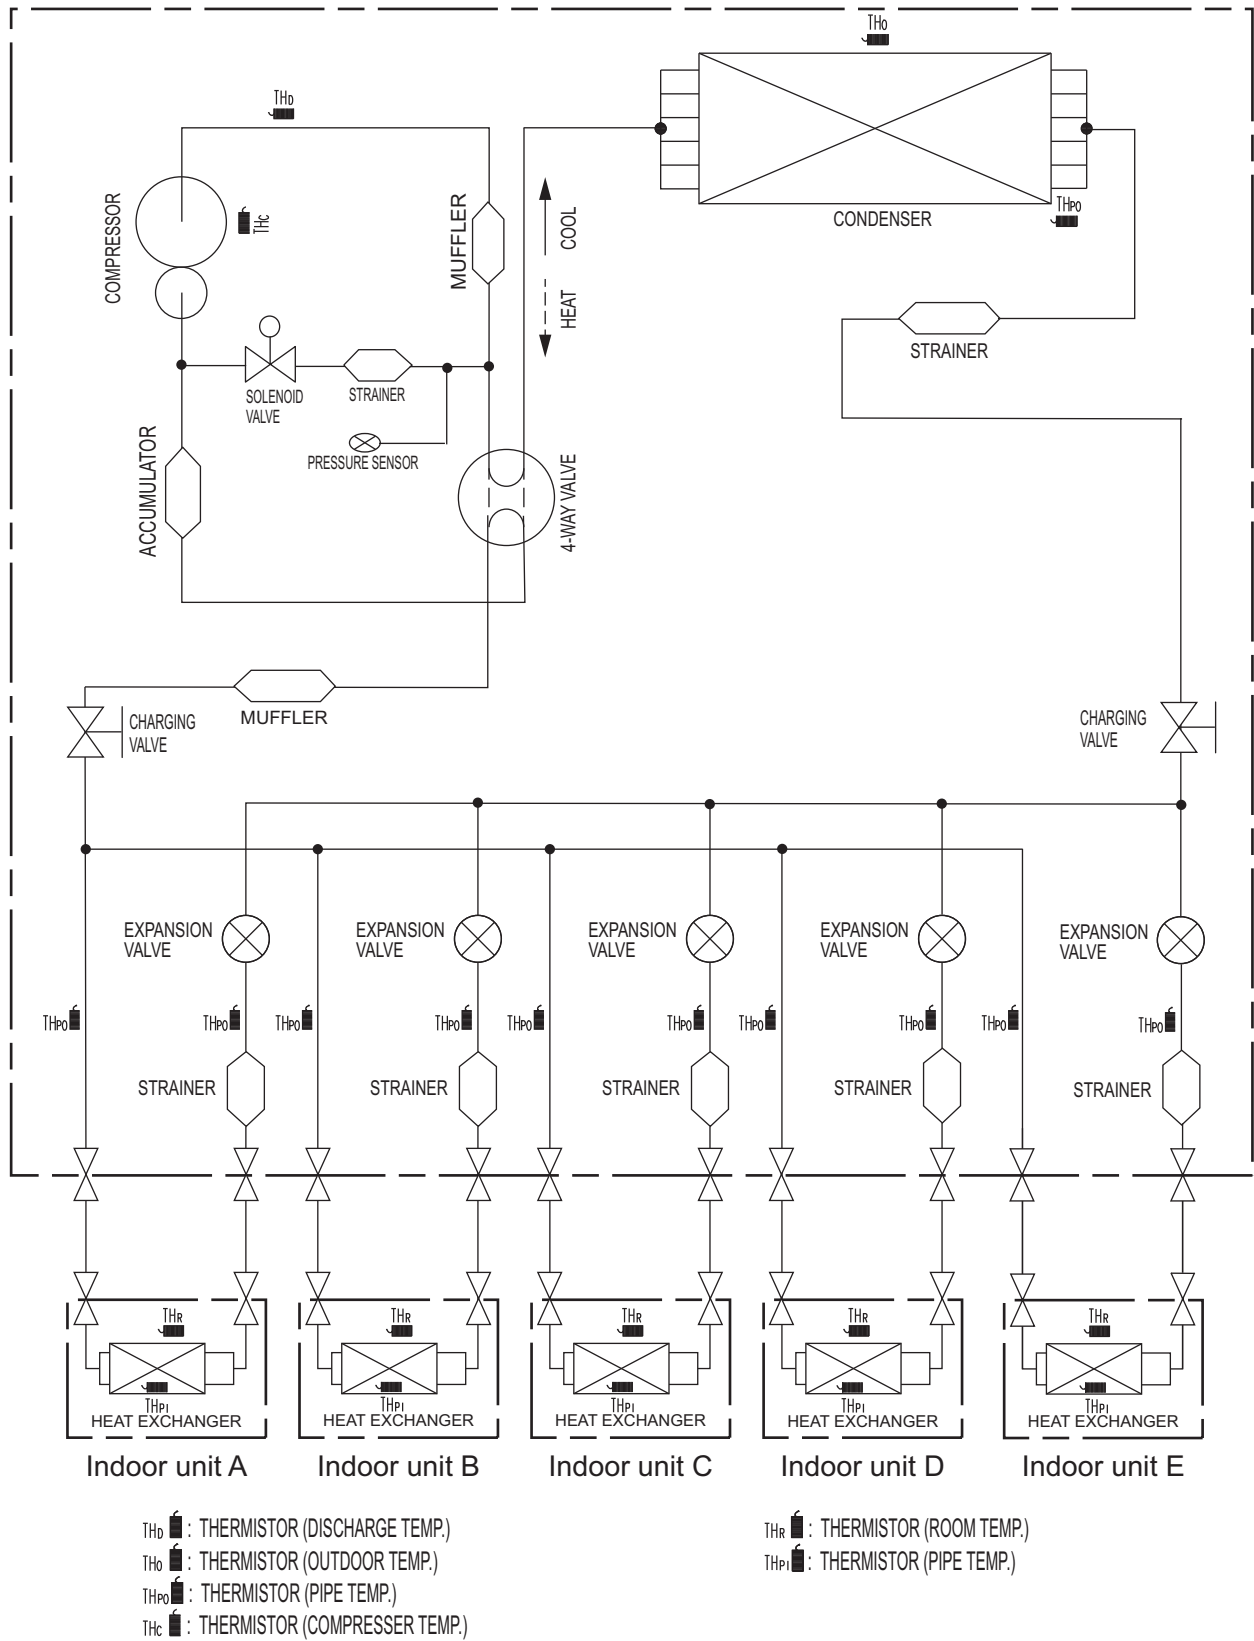 THO
THD
COMPRESSOR
THC
MUFFLER
COOL
HEAT
CONDENSER
THPO
STRAINER
SOLENOID
VALVE
STRAINER
PRESSURE SENSOR
ACCUMULATOR
4-WAY VALVE
MUFFLER
CHARGING
VALVE
CHARGING
VALVE
EXPANSION
VALVE
EXPANSION
VALVE
EXPANSION
VALVE
EXPANSION
VALVE
EXPANSION
VALVE
THPO
THPO
THPO
THPO
THPO
THPO
THPO
THPO
THPO
THPO
STRAINER
STRAINER
STRAINER
STRAINER
STRAINER
THR
THR
THR
THR
THR
THPI
THPI
THPI
THPI
THPI
HEAT EXCHANGER
HEAT EXCHANGER
HEAT EXCHANGER
HEAT EXCHANGER
HEAT EXCHANGER
Indoor unit A
Indoor unit B
Indoor unit C
Indoor unit D
Indoor unit E
THD : THERMISTOR (DISCHARGE TEMP.)
THO : THERMISTOR (OUTDOOR TEMP.)
THPO : THERMISTOR (PIPE TEMP.)
THC : THERMISTOR (COMPRESSER TEMP.)
THR : THERMISTOR (ROOM TEMP.)
THPI : THERMISTOR (PIPE TEMP.)